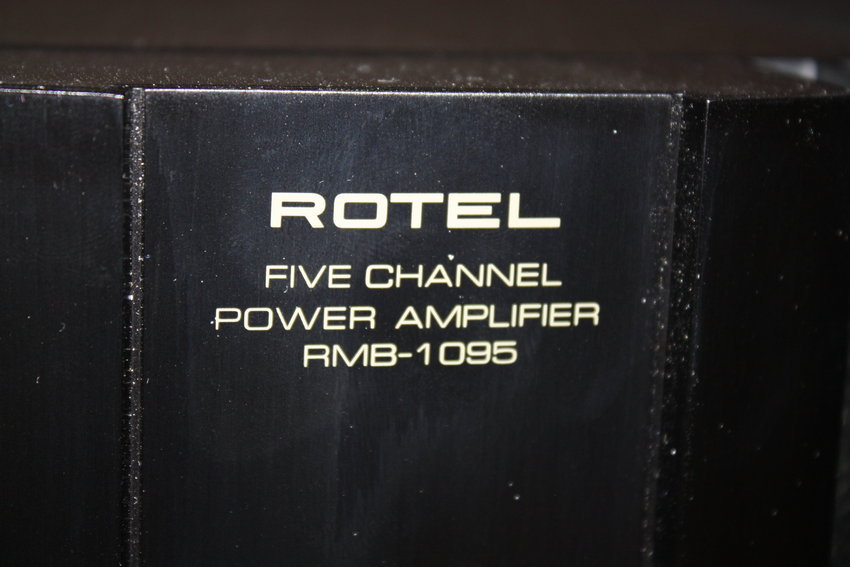 ROTEL
FIVE CHANNEL
POWER AMPLIFIER
RMB-1095